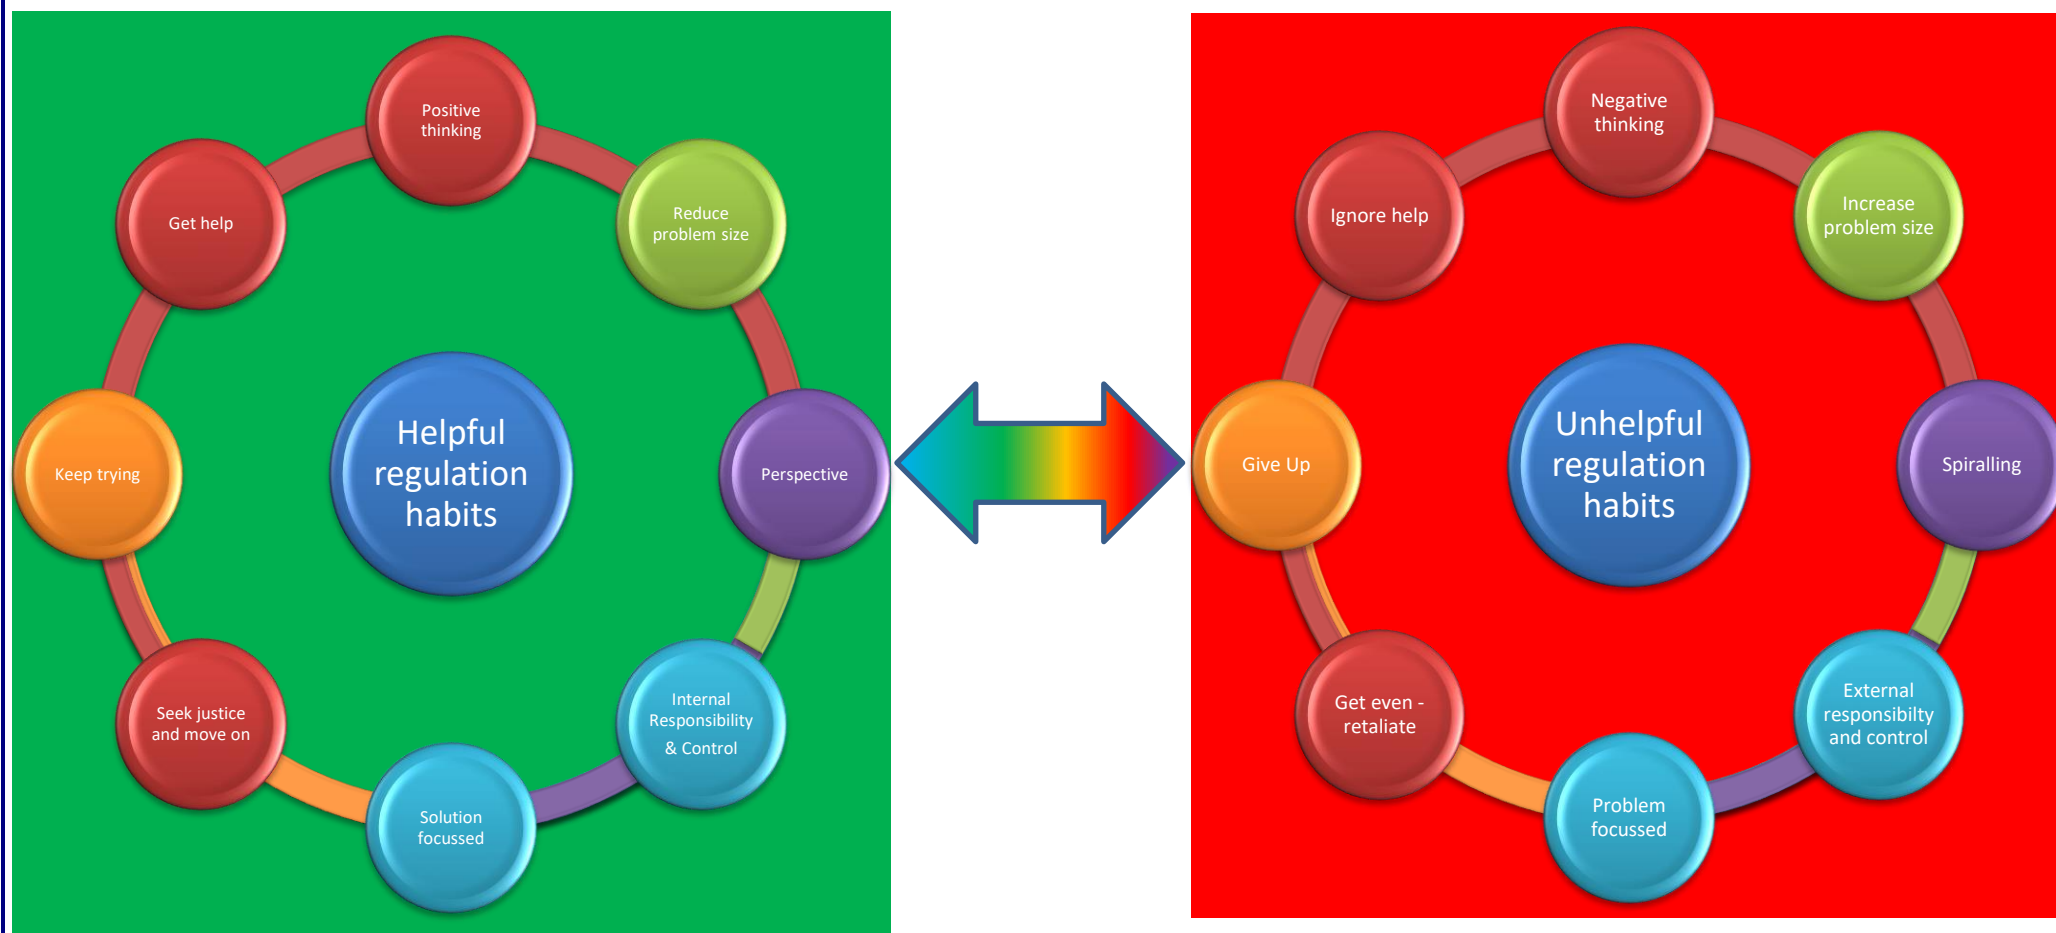 Positive
thinking
Reduce
problem size
Perspective
Internal
Responsibility
& Control
Solution
focussed
Seek justice
and move on
Keep trying
Get help
Helpful
regulation
habits
Negative
thinking
Increase
problem size
Spiralling
External
responsibilty
and control
Problem
focussed
Get even -
retaliate
Give Up
Ignore help
Unhelpful
regulation
habits